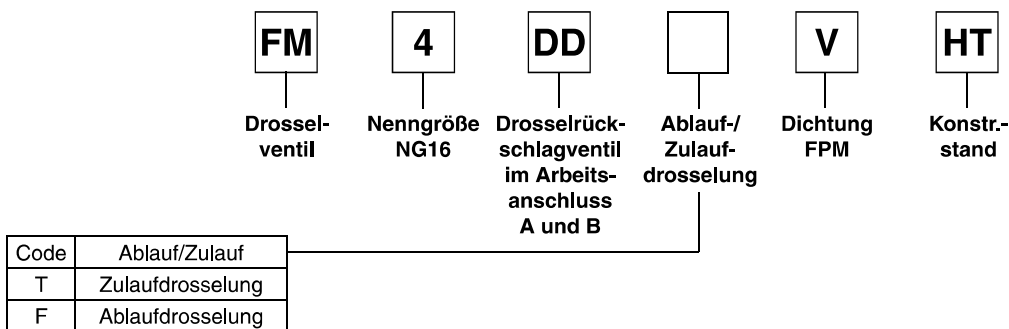 FM 4 DD V HT
Drossel- Nenngröße Drosselrück- Ablauf-/ Dichtung Konstr.-
ventil NG16 schlagventil Zulauf- FPM stand
im Arbeits- drosselung
anschluss
A und B
Code Ablauf/Zulauf
T Zulaufdrosselung
F Ablaufdrosselung